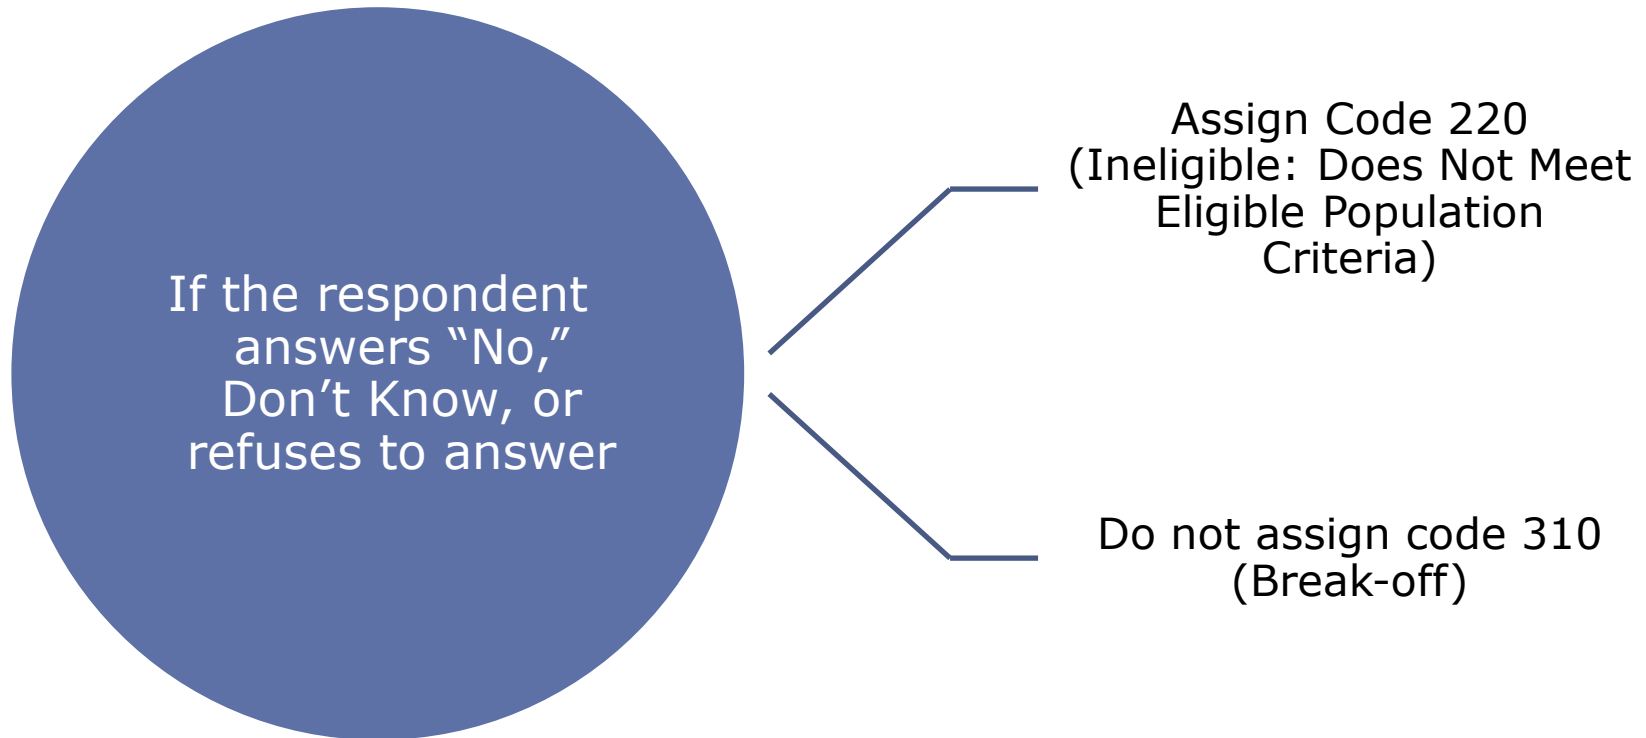 If the respondent
answers “No,”
Don’t Know, or
refuses to answer
Assign Code 220
(Ineligible: Does Not Meet
Eligible Population
Criteria)
Do not assign code 310
(Break-off)